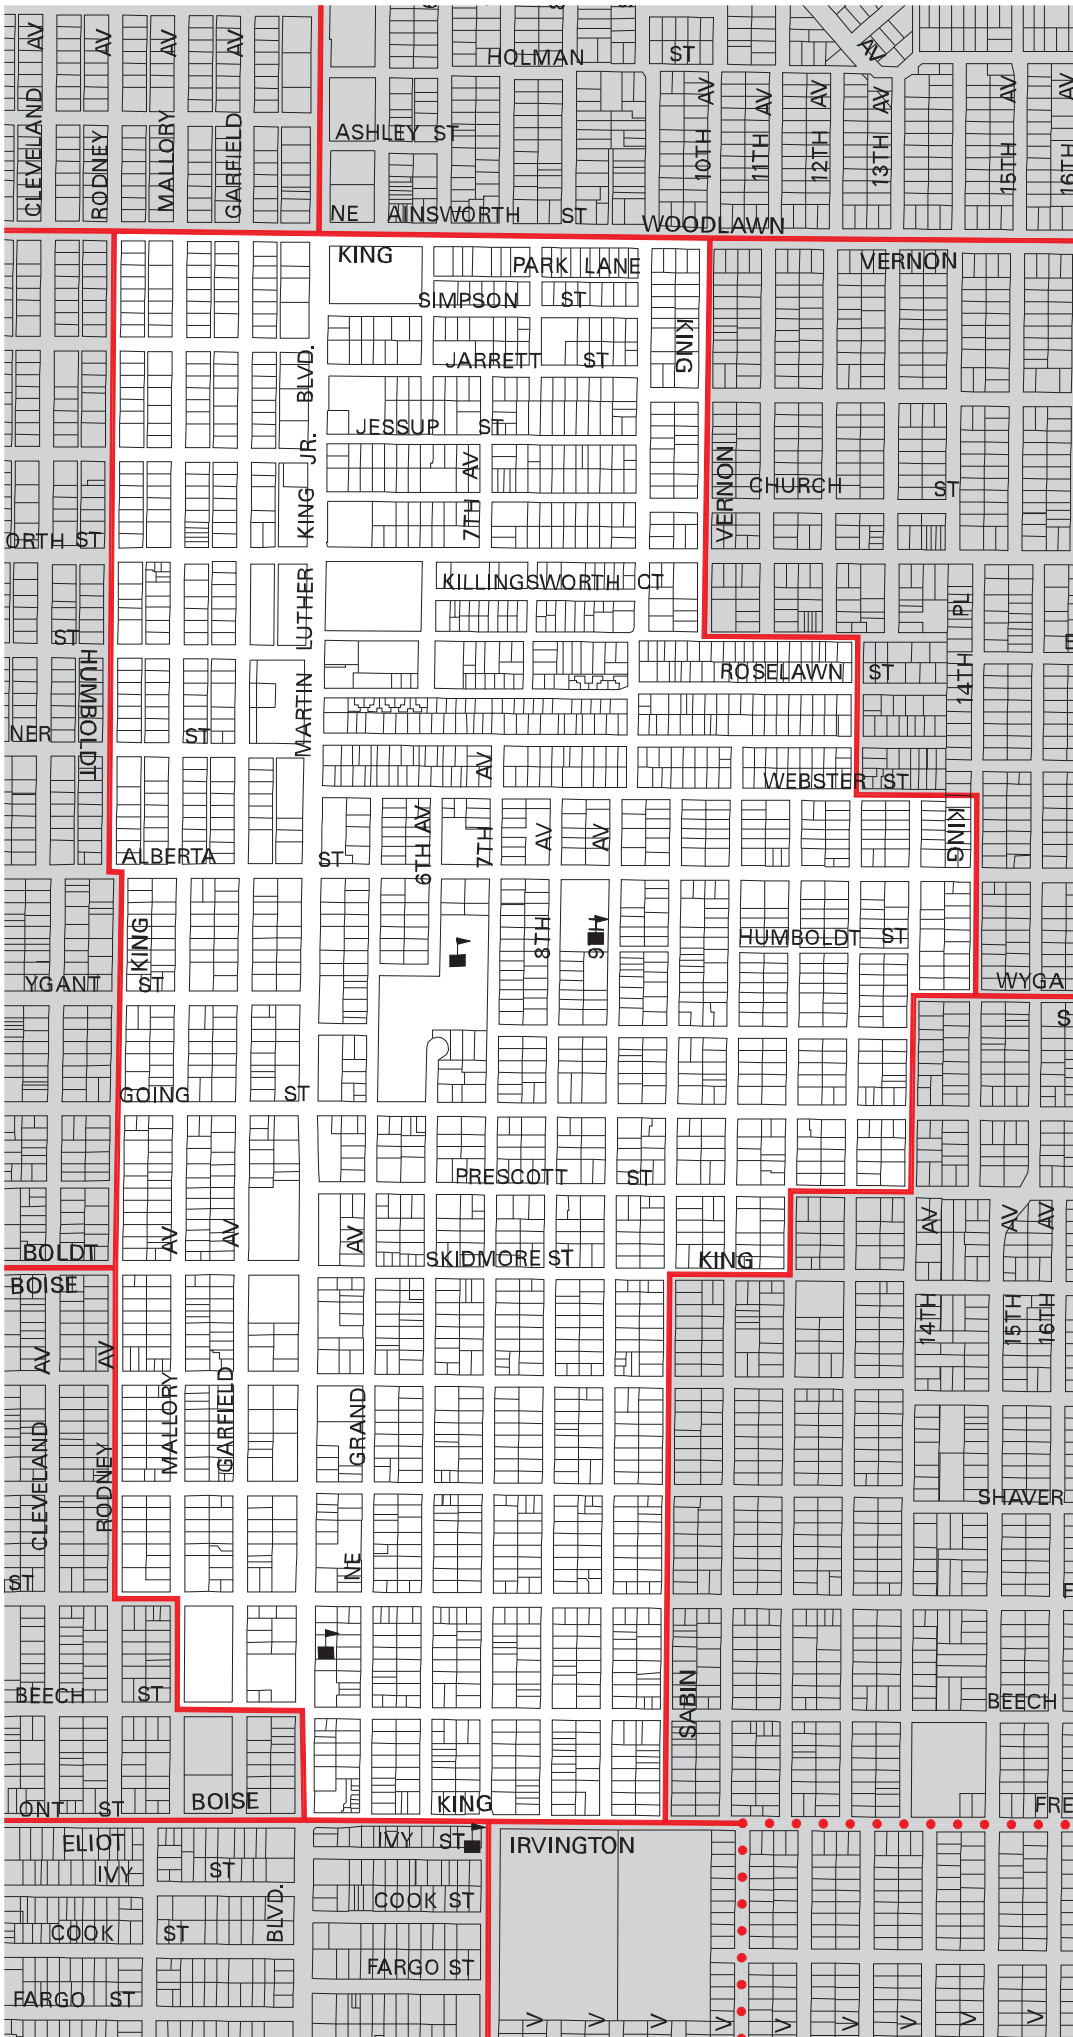 HOLMAN ST
AV AV AV AV AV
CLEVELAND
RODNEY
MALLORY
GARFIELD
ASHLEY ST
10TH AV
11TH AV
12TH AV
13TH AV
15TH AV
16TH AV
NE AINSWORTH ST
WOODLAWN
KING
PARK LANE
VERNON
SIMPSON ST
KING
JARRETT ST
JESSUP ST
7TH AV
VERNON
CHURCH ST
ORTH ST
MARTIN LUTHER KING JR. BLVD.
KILLINGSWORTH CT
14TH PL
ST
HUMBOLDT
ROSELAWN ST
NER
ST
AV
WEBSTER ST
6TH AV
7TH
AV
AV
KING
ALBERTA ST
KING
8TH
9TH
HUMBOLDT ST
YGANT ST
WYGA
S
GOING ST
PRESCOTT ST
AV
AV
AV
AV
AV
AV
BOLDT
SKIDMORE ST
KING
BOISE
14TH
15TH
16TH
AV
AV
MALLORY
GARFIELD
GRAND
CLEVELAND
RODNEY
SHAVER
NE
ST
F
SABIN
BEECH ST
BEECH
ONT ST
BOISE
KING
FRE
ELIOT
IVY ST
IRVINGTON
IVY ST
COOK ST
BLVD.
COOK ST
FARGO ST
FARGO ST